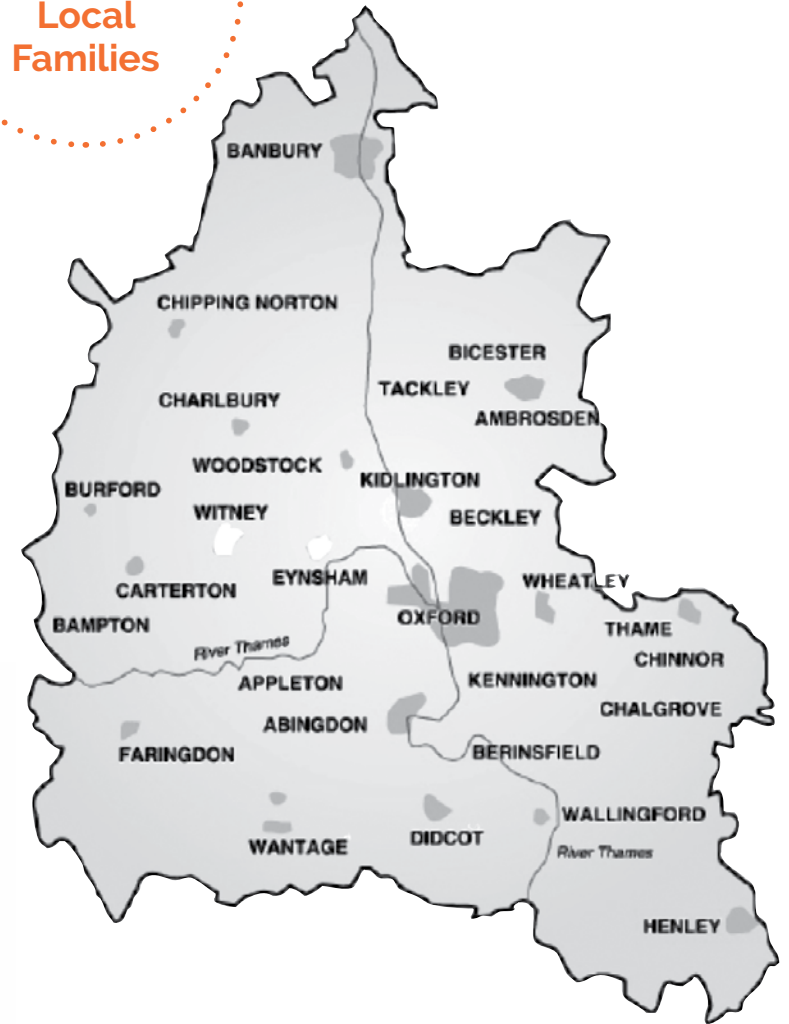 Local
Families
BANBURY
CHIPPING NORTON
BICESTER
TACKLEY
CHARLBURY
AMBROSDEN
WOODSTOCK
KIDLINGTON
BURFORD
WITNEY
BECKLEY
EYNSHAM
WHEATLEY
CARTERTON
OXFORD
BAMPTON
THAME
River Thames
CHINNOR
APPLETON
KENNINGTON
CHALGROVE
ABINGDON
FARINGDON
BERINSFIELD
WALLINGFORD
DIDCOT
WANTAGE
River Thames
HENLEY